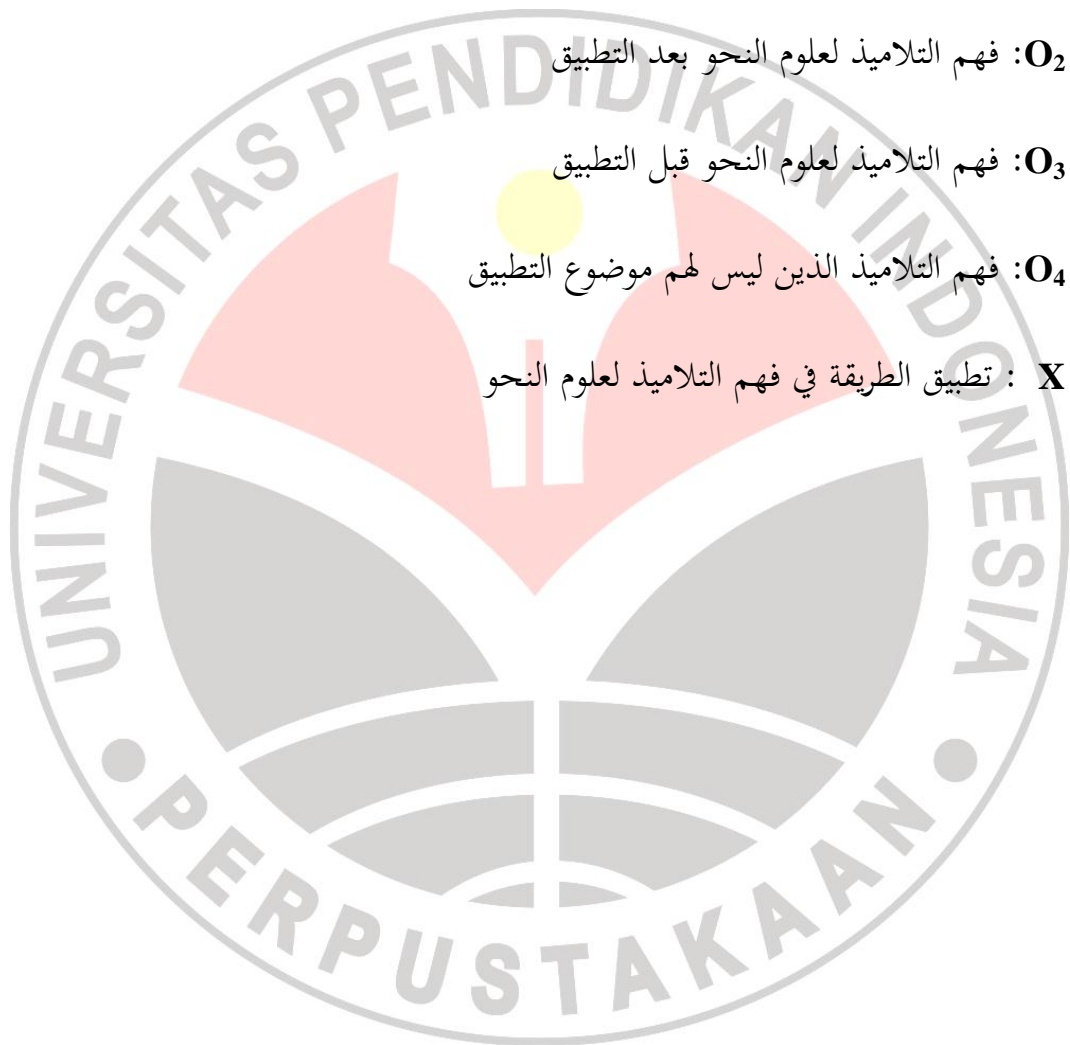 O₂: فهم التلاميذ لعلوم النحو بعد التطبيق
O₃: فهم التلاميذ لعلوم النحو قبل التطبيق
O₄: فهم التلاميذ الذين ليس لهم موضوع التطبيق
X : تطبيق الطريقة في فهم التلاميذ لعلوم النحو
UNIVERSITAS PENDIDIKAN INDONESIA
PERPUSTAKAAN